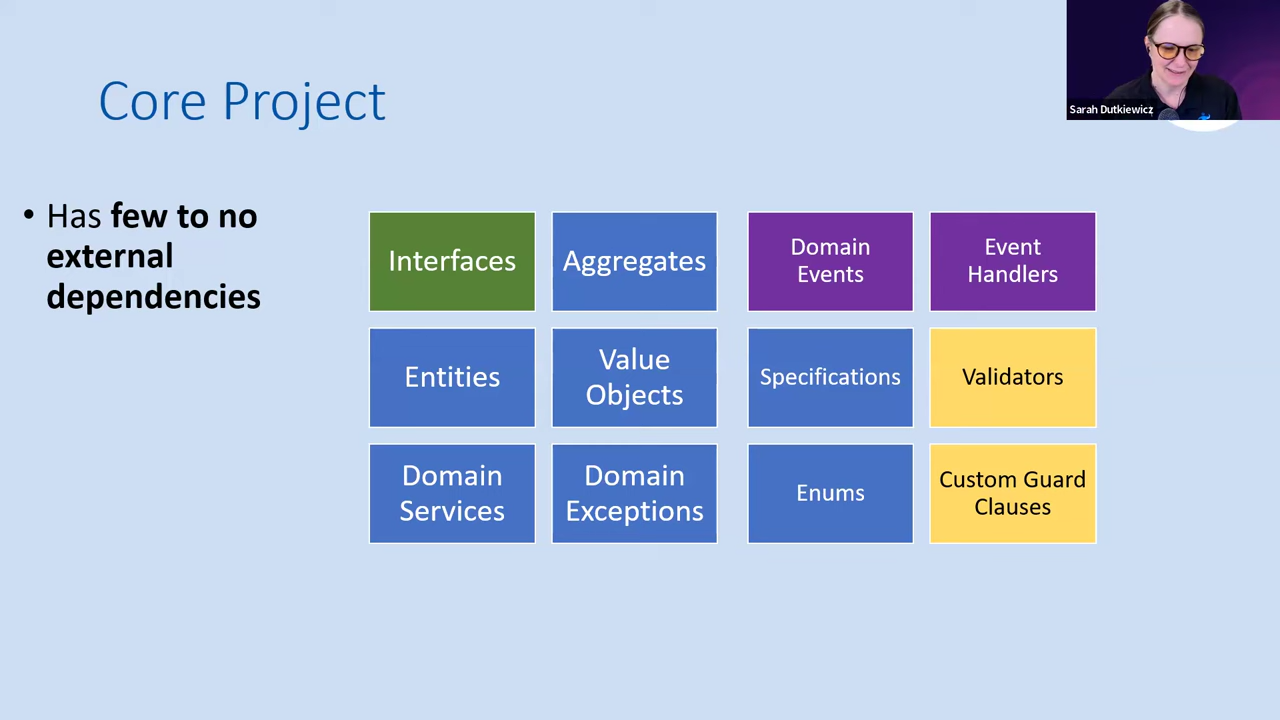 Core Project
Sarah Dutkiewicz
• Has few to no
external
dependencies
Interfaces
Aggregates
Domain
Events
Event
Handlers
Entities
Value
Objects
Specifications
Validators
Domain
Services
Domain
Exceptions
Enums
Custom Guard
Clauses